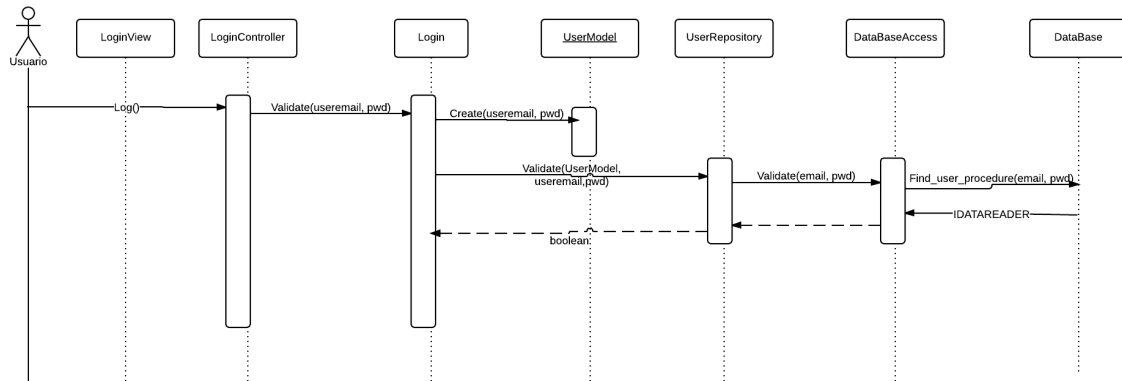 LoginView
LoginController
Login
UserModel
UserRepository
DataBaseAccess
DataBase
Usuario
Log()
Validate(useremail, pwd)
Create(useremail, pwd)
Validate(UserModel,
useremail,pwd)
Validate(email, pwd)
Find_user_procedure(email, pwd)
IDATAREADER
boolean